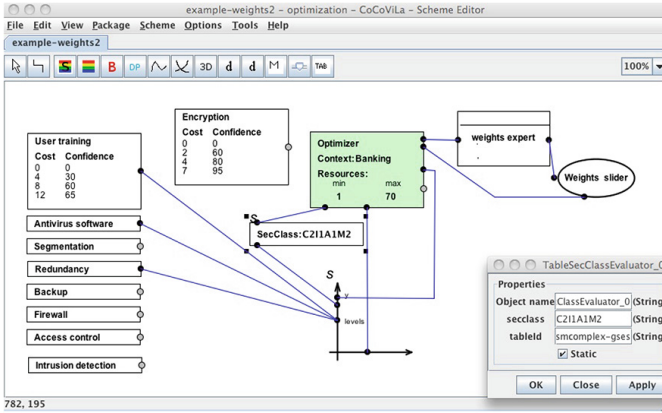 example-weights2 - optimization - CoCoViLa - Scheme Editor
File Edit View Package Scheme Options Tools Help
example-weights2
S B DP 3D d d M TAB 100%
Encryption
Cost Confidence
0 0
2 60
4 80
7 95
User training
Cost Confidence
0 0
4 30
8 60
12 65
Optimizer
Context:Banking
Resources:
min max
1 70
weights expert
Weights slider
Antivirus software
Segmentation
Redundancy
Backup
Firewall
Access control
Intrusion detection
S
SecClass:C2I1A1M2
S
y
levels
TableSecClassEvaluator_0
Properties
Object name ClassEvaluator_0 (String
secclass C2I1A1M2 (String
tableId smcomplex-gses (String
Static
OK Close Apply
782, 195